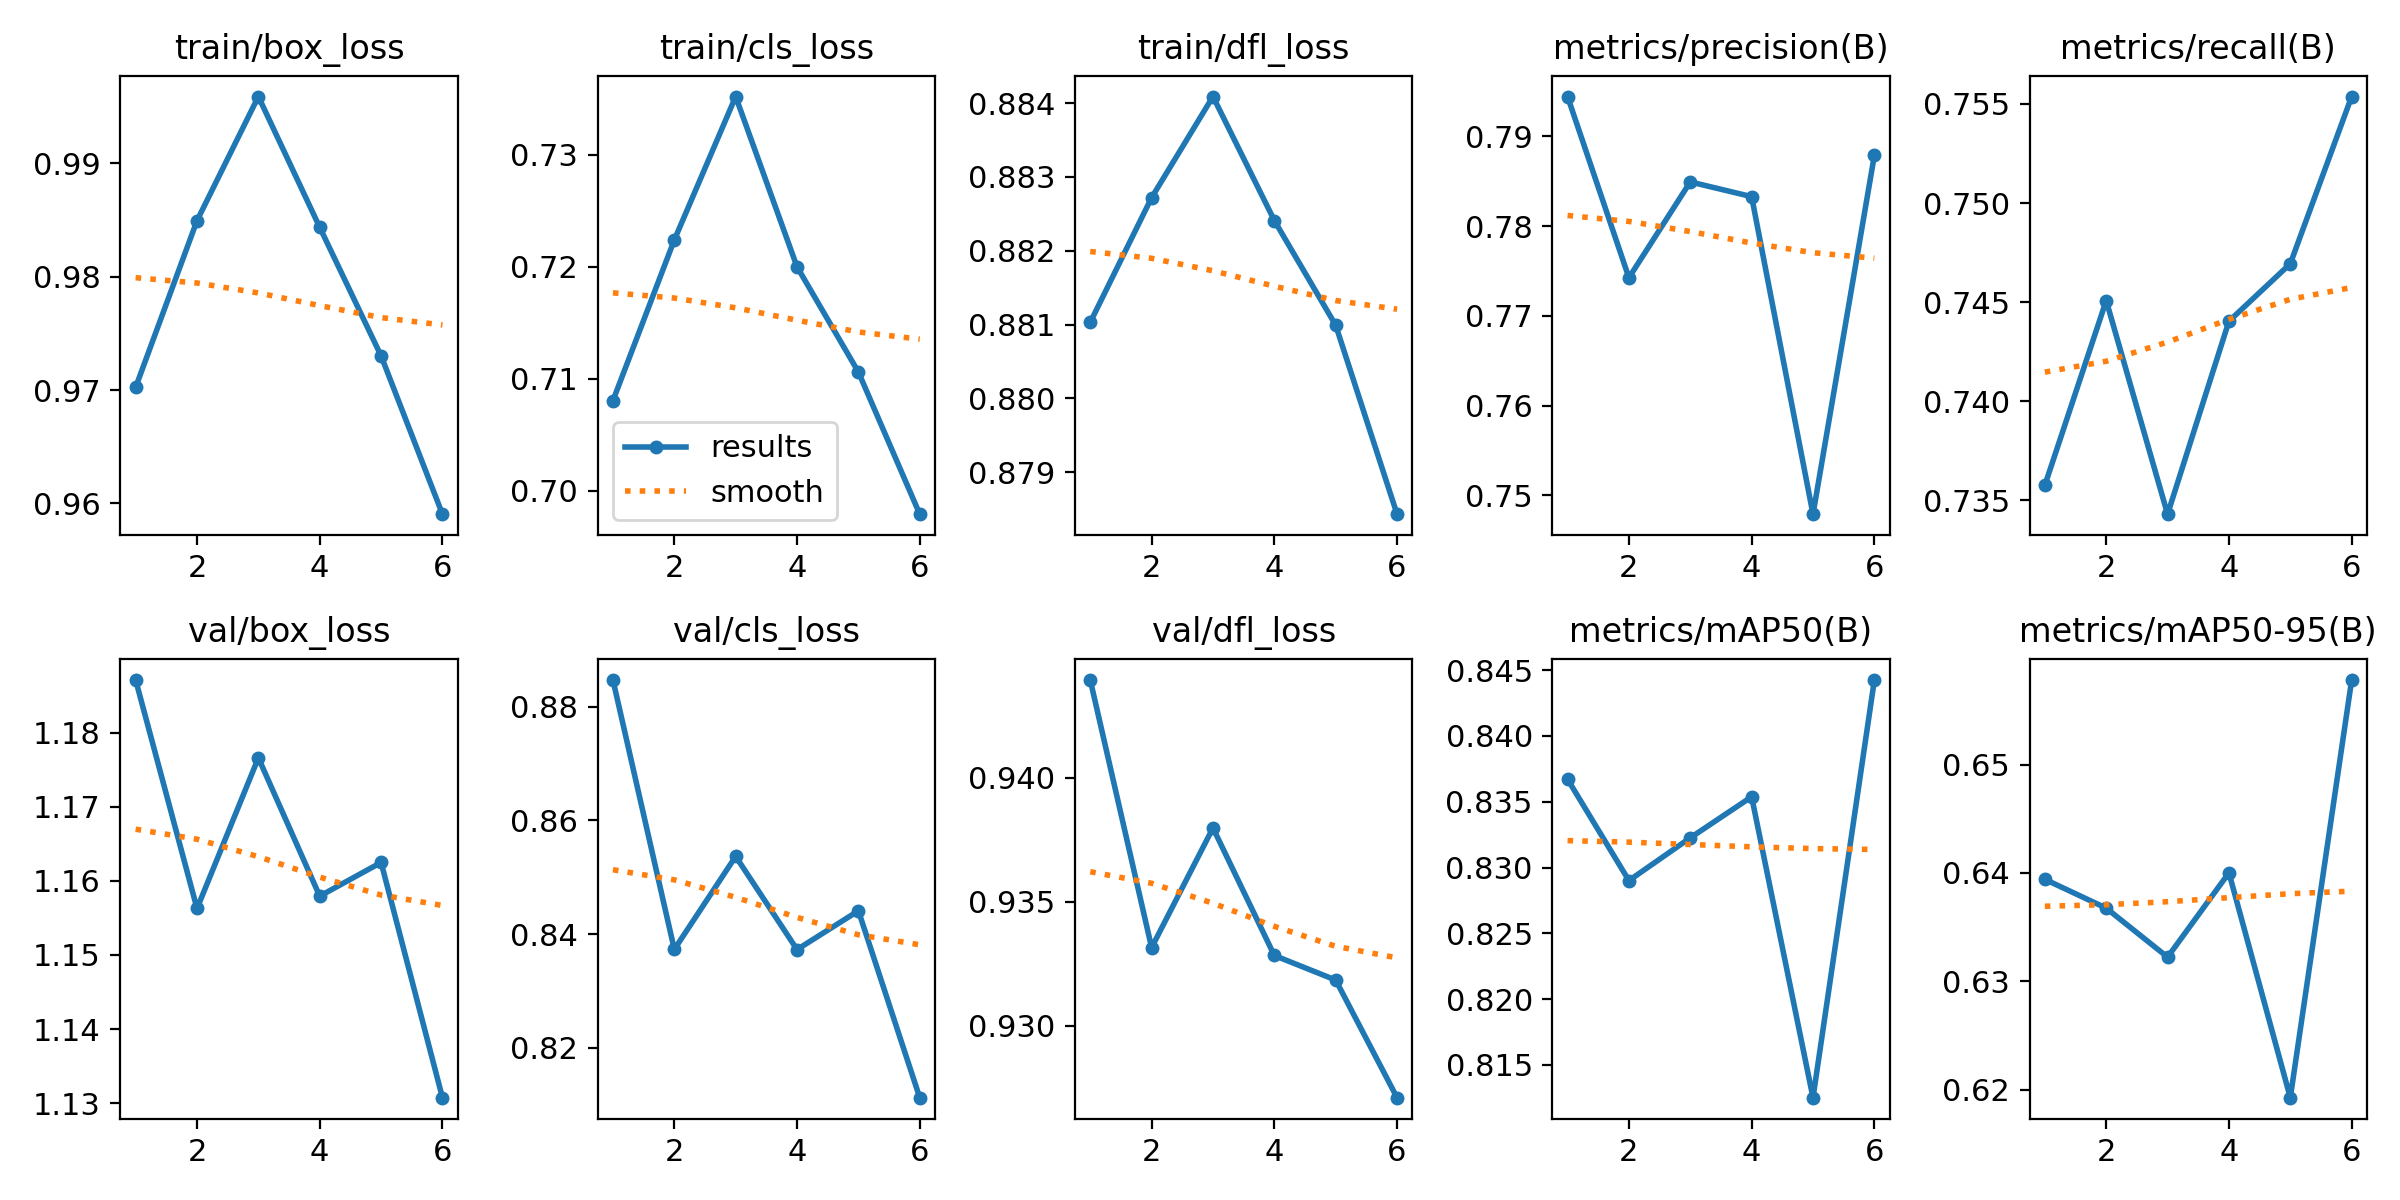 train/box_loss
0.99
0.98
0.97
0.96
2 4 6
train/cls_loss
0.73
0.72
0.71
0.70
results
smooth
2 4 6
train/dfl_loss
0.884
0.883
0.882
0.881
0.880
0.879
2 4 6
metrics/precision(B)
0.79
0.78
0.77
0.76
0.75
2 4 6
metrics/recall(B)
0.755
0.750
0.745
0.740
0.735
2 4 6
val/box_loss
1.18
1.17
1.16
1.15
1.14
1.13
2 4 6
val/cls_loss
0.88
0.86
0.84
0.82
2 4 6
val/dfl_loss
0.940
0.935
0.930
2 4 6
metrics/mAP50(B)
0.845
0.840
0.835
0.830
0.825
0.820
0.815
2 4 6
metrics/mAP50-95(B)
0.65
0.64
0.63
0.62
2 4 6